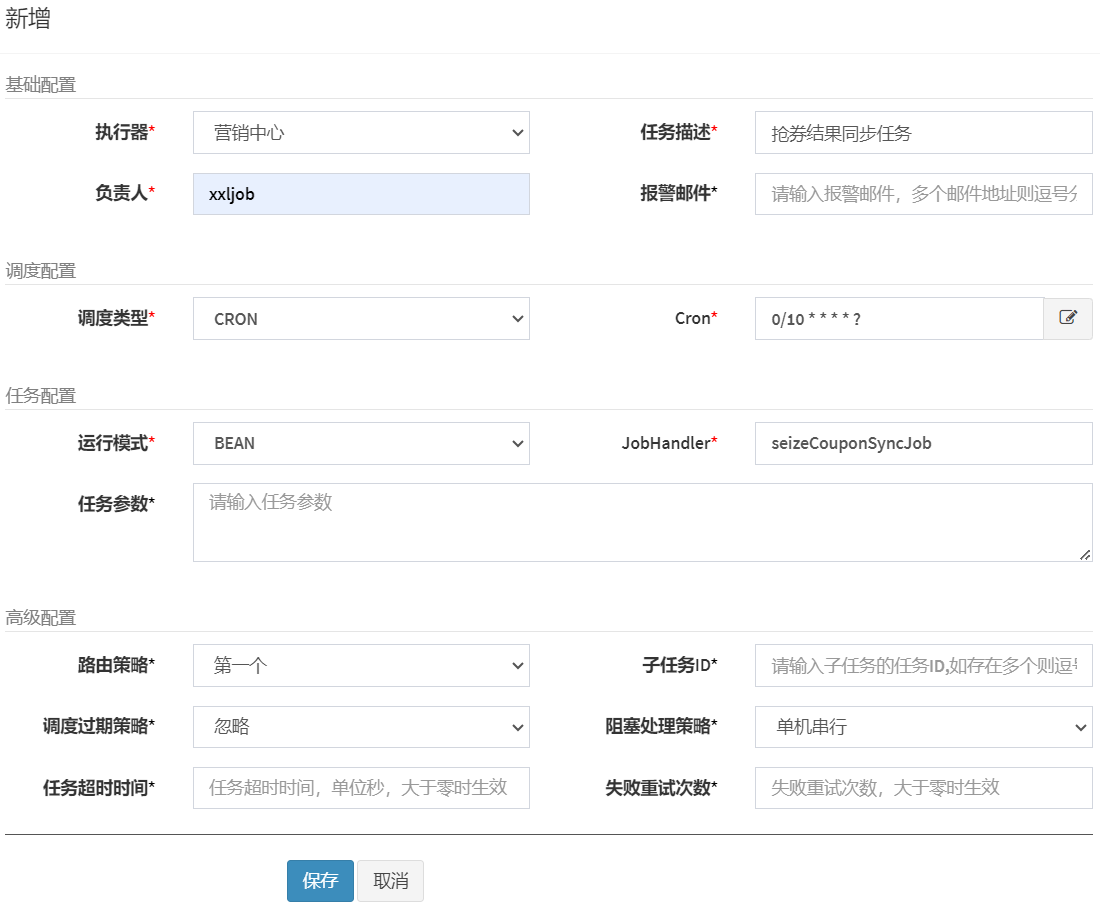 新增
基础配置
执行器* 营销中心 任务描述* 抢券结果同步任务
负责人* xxljob 报警邮件* 请输入报警邮件，多个邮件地址则逗号分
调度配置
调度类型* CRON Cron* 0/10 * * * * ?
任务配置
运行模式* BEAN JobHandler* seizeCouponSyncJob
任务参数* 请输入任务参数
高级配置
路由策略* 第一个 子任务ID* 请输入子任务的任务ID,如存在多个则逗号
调度过期策略* 忽略 阻塞处理策略* 单机串行
任务超时时间* 任务超时时间，单位秒，大于零时生效 失败重试次数* 失败重试次数，大于零时生效
保存 取消